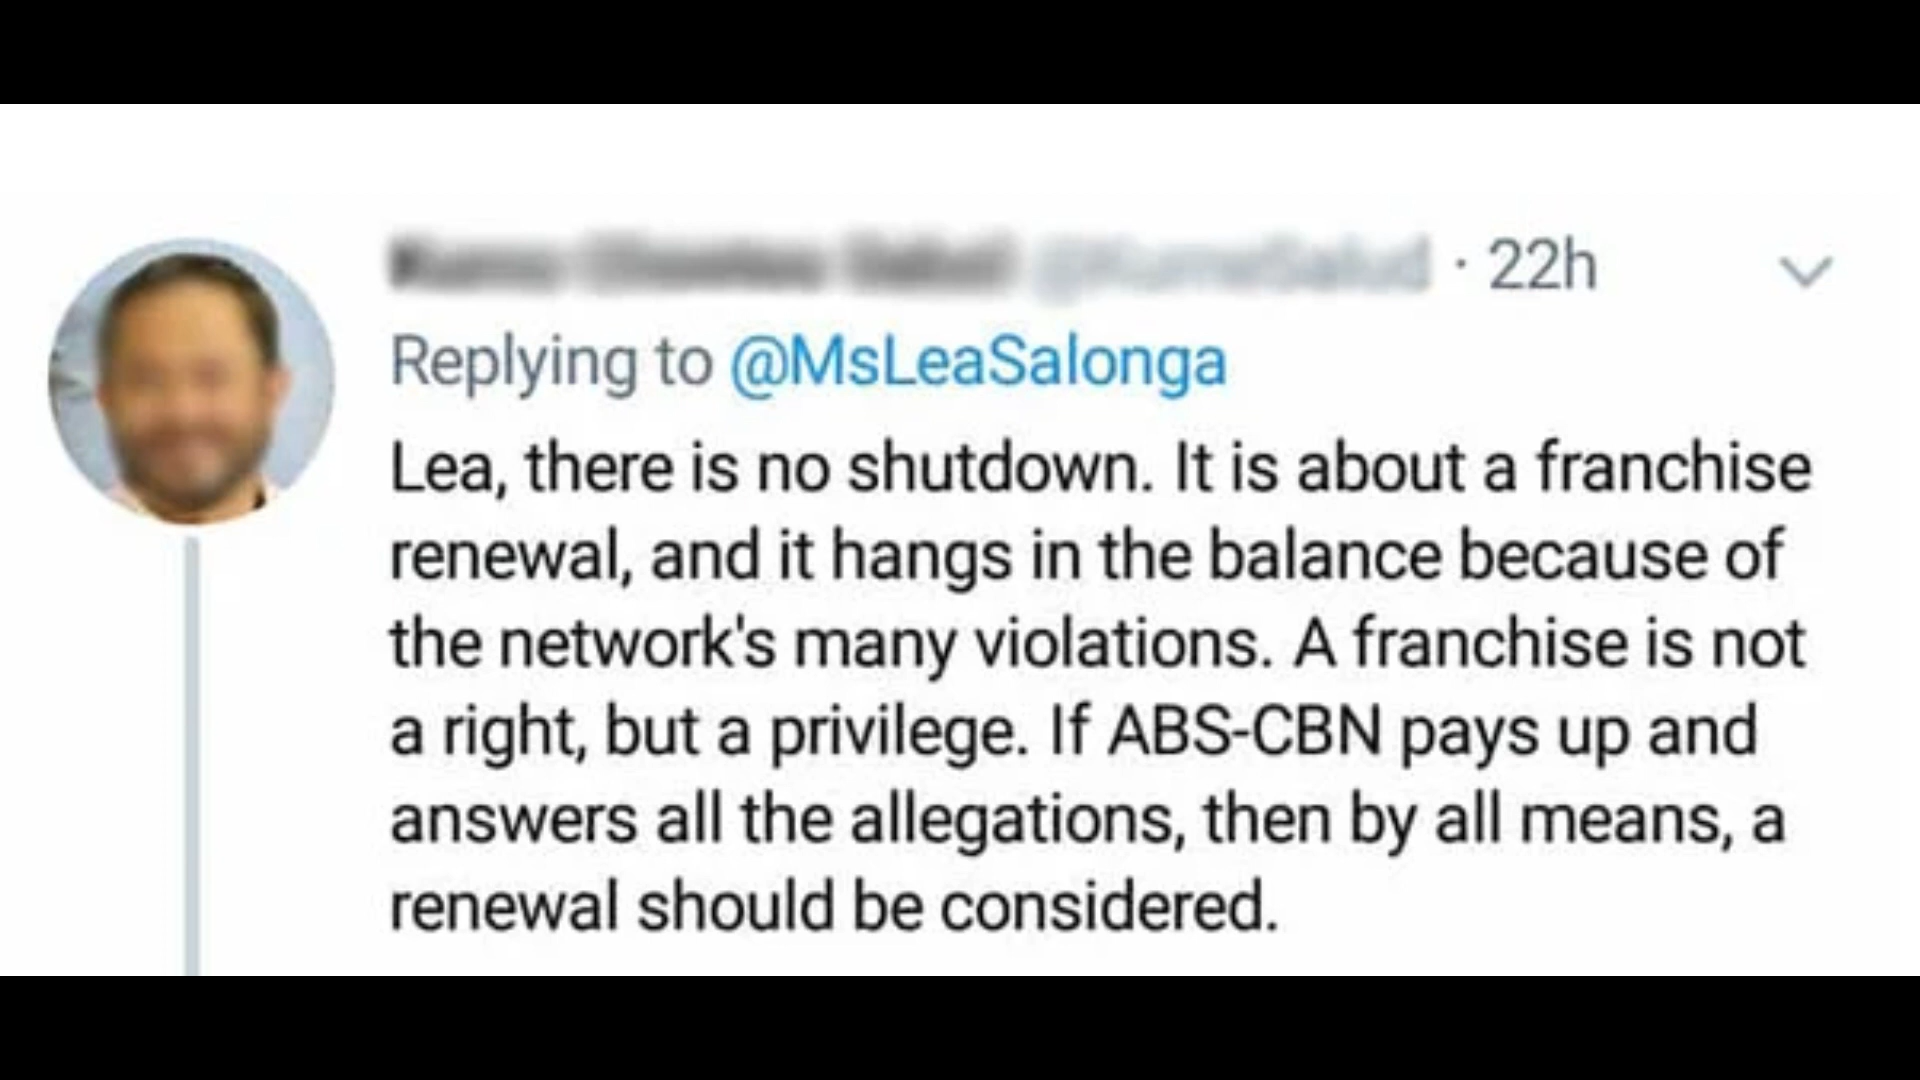 · 22h
Replying to @MsLeaSalonga
Lea, there is no shutdown. It is about a franchise
renewal, and it hangs in the balance because of
the network's many violations. A franchise is not
a right, but a privilege. If ABS-CBN pays up and
answers all the allegations, then by all means, a
renewal should be considered.